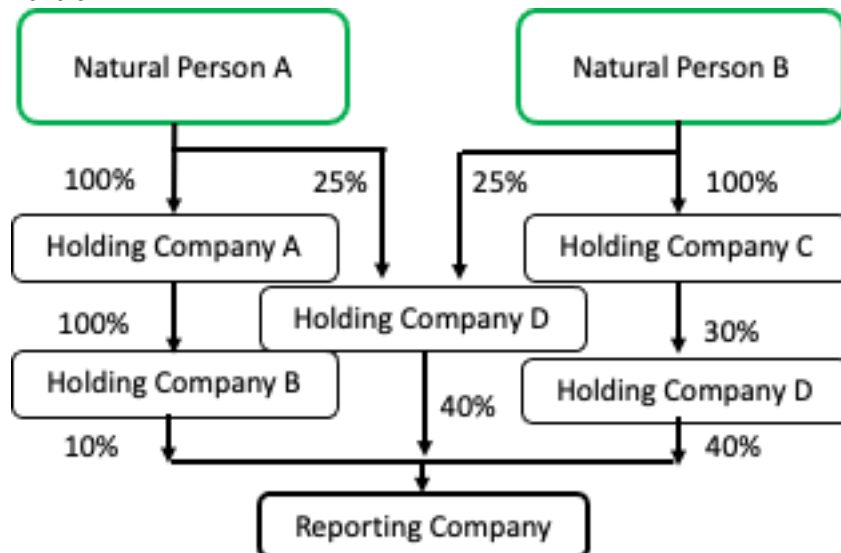 Natural Person A
Natural Person B
100%
25%
25%
100%
Holding Company A
Holding Company C
100%
Holding Company D
30%
Holding Company B
Holding Company D
40%
10%
40%
Reporting Company